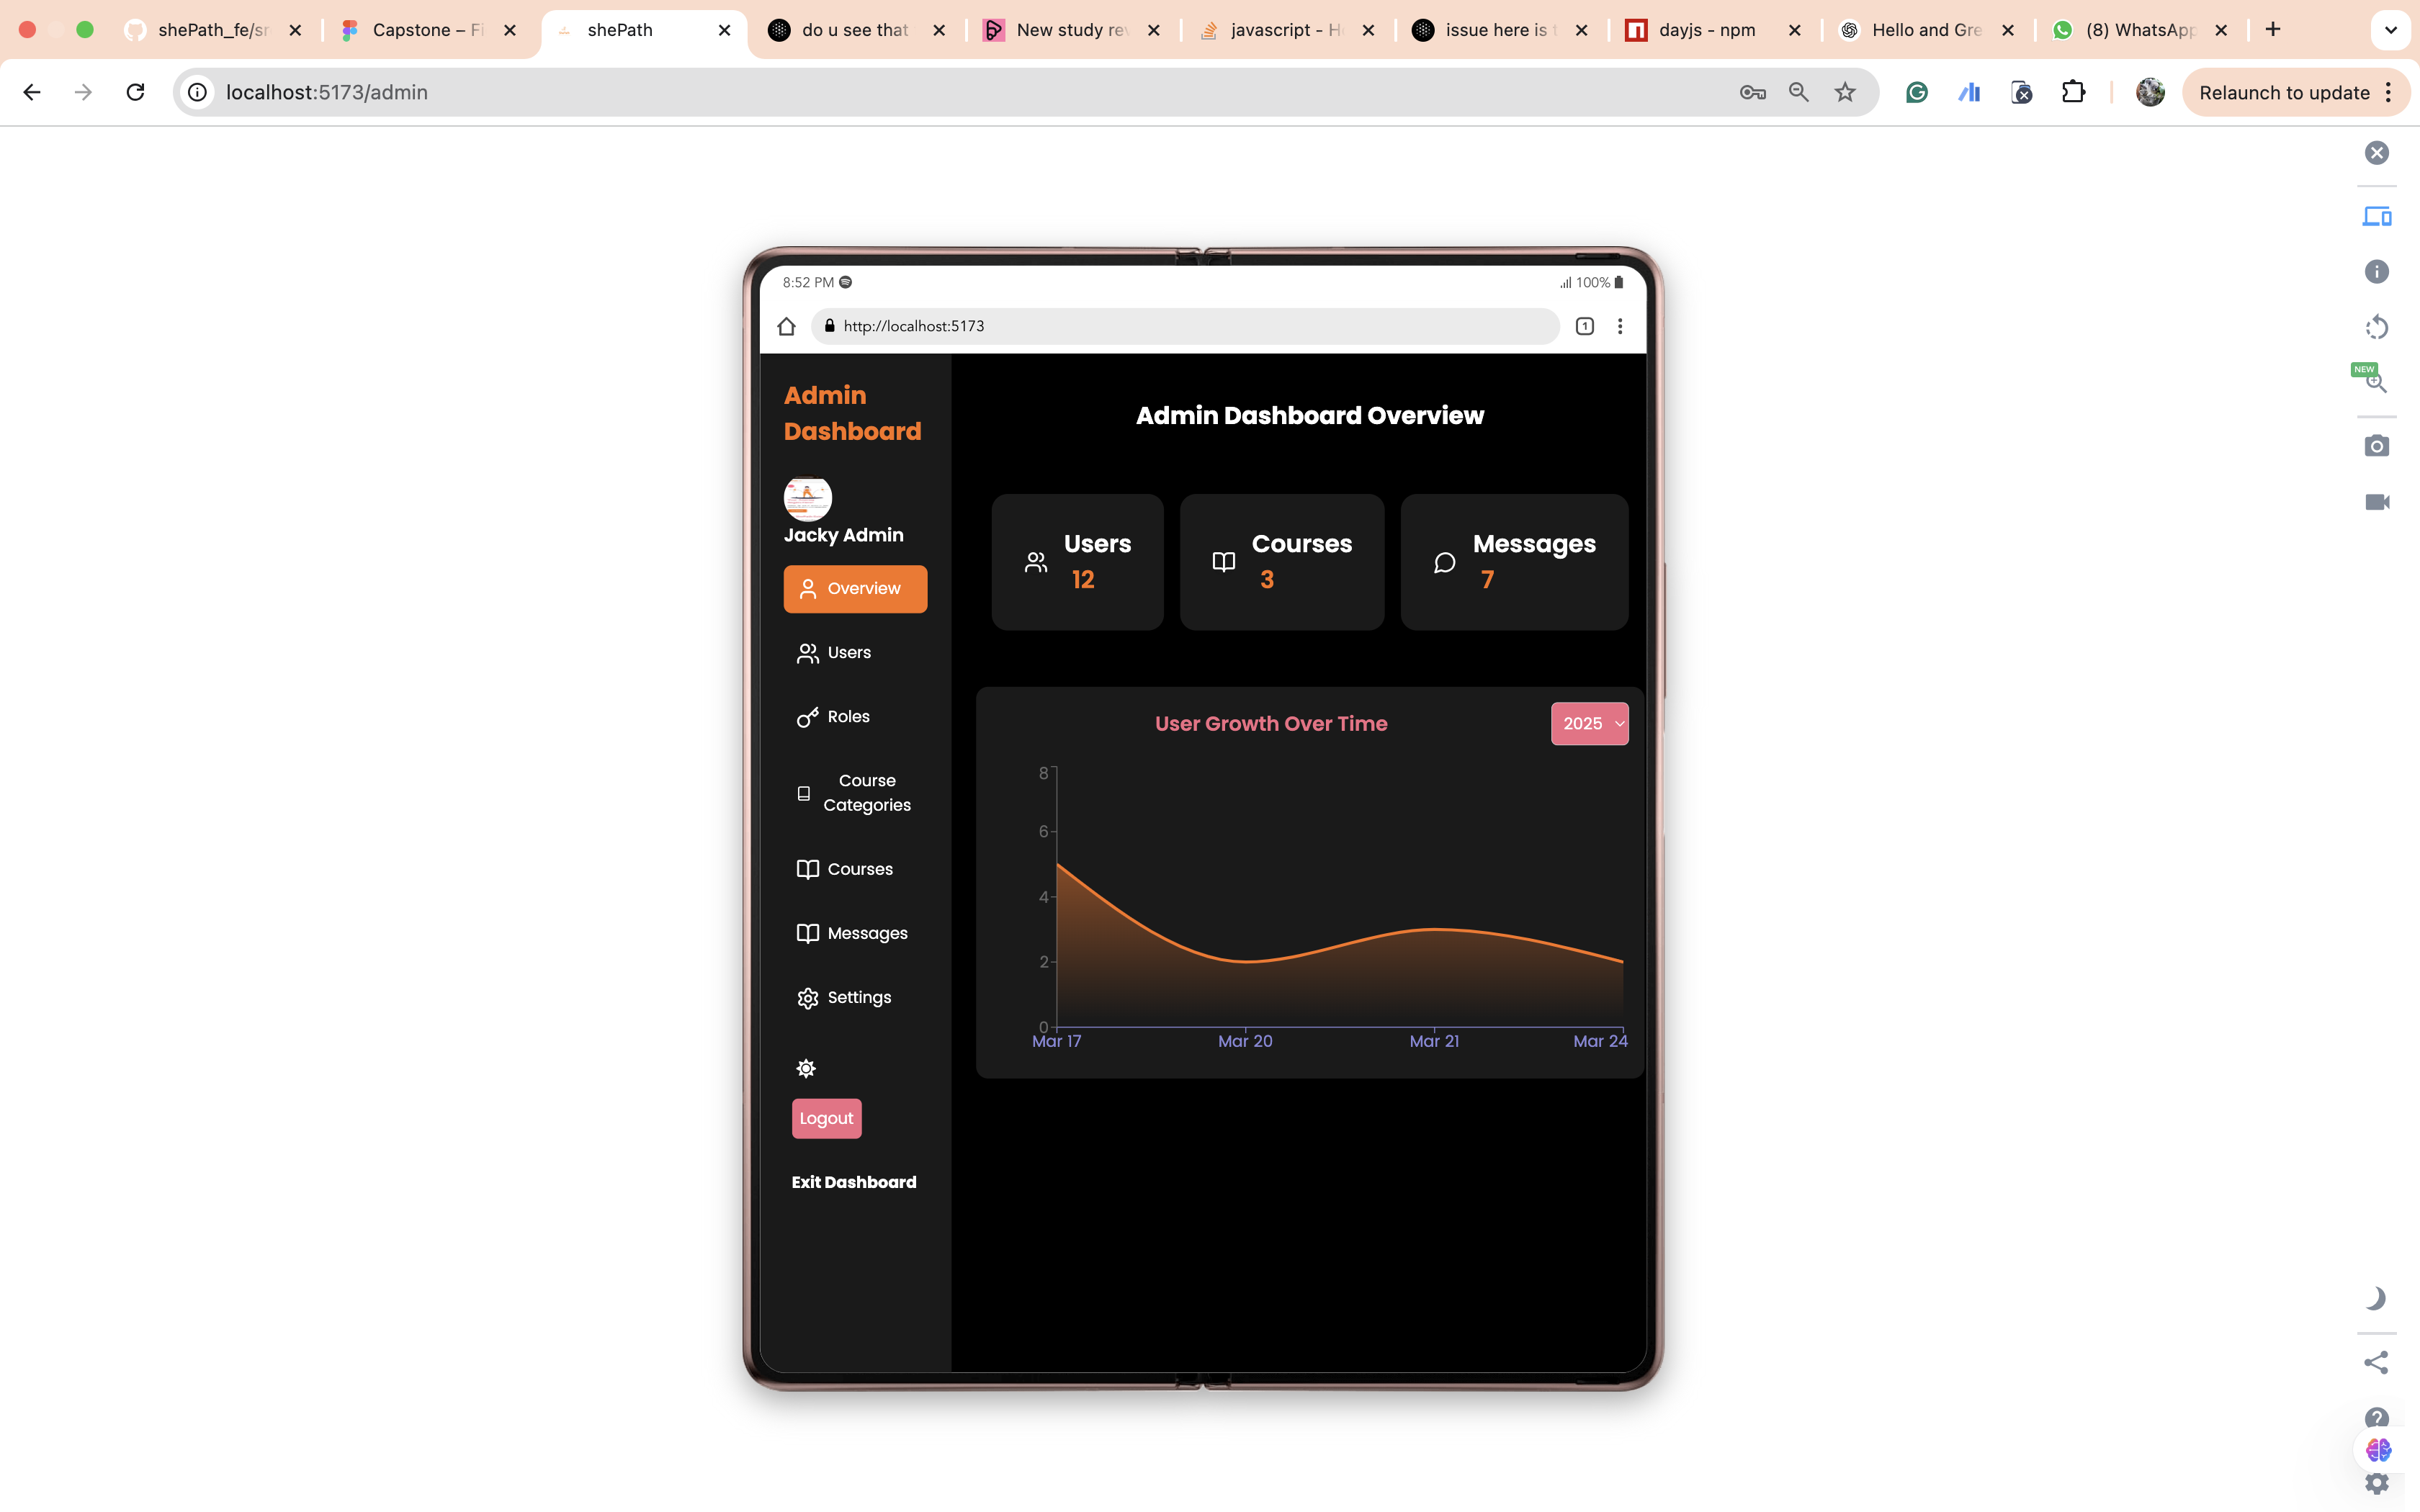 shePath_fe/sr
Capstone – Fi
shePath
do u see that
New study re
javascript - H
issue here is t
dayjs - npm
Hello and Gre
(8) WhatsApp
localhost:5173/admin
Relaunch to update
NEW
8:52 PM
100%
http://localhost:5173
1
Admin
Dashboard
Jacky Admin
Overview
Users
Roles
Course
Categories
Courses
Messages
Settings
Logout
Exit Dashboard
Admin Dashboard Overview
Users
12
Courses
3
Messages
7
User Growth Over Time
2025
8
6
4
2
0
Mar 17
Mar 20
Mar 21
Mar 24